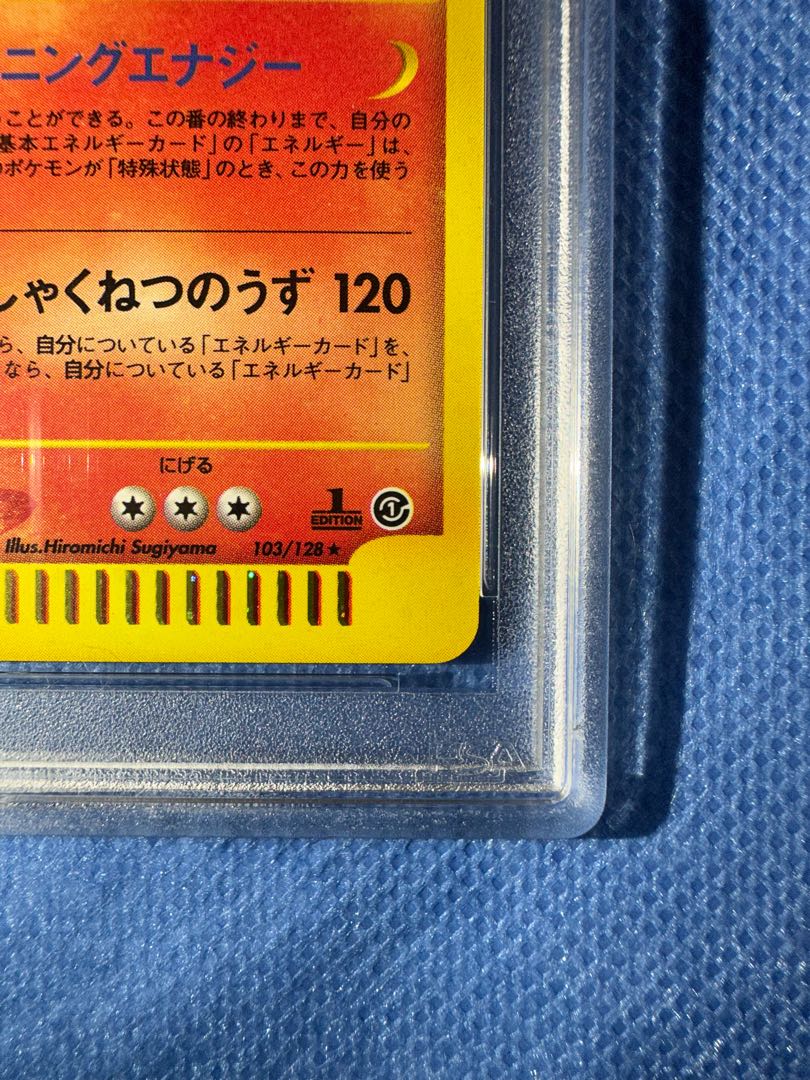 ニングエナジー
ことができる。この番の終わりまで、自分の
基本エネルギーカード」の「エネルギー」は、
のポケモンが「特殊状態」のとき、この力を使う
しゃくねつのうず 120
ら、自分についている「エネルギーカード」を、
なら、自分についている「エネルギーカード」
にげる
1
EDITION
1
Illus.Hiromichi Sugiyama 103/128★